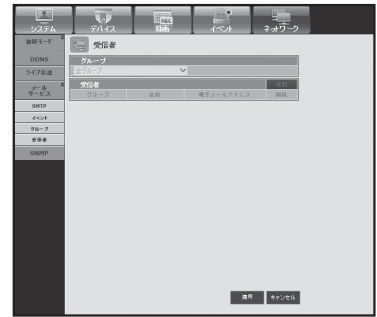 システム デバイス 録画 イベント ネットワーク
接続モード
DDNS
ライブ伝送
メール
サービス
SMTP
イベント
グループ
受信者
SNMP
受信者
グループ
全グループ
受信者 追加
グループ 名前 電子メールアドレス 削除
適用 キャンセル